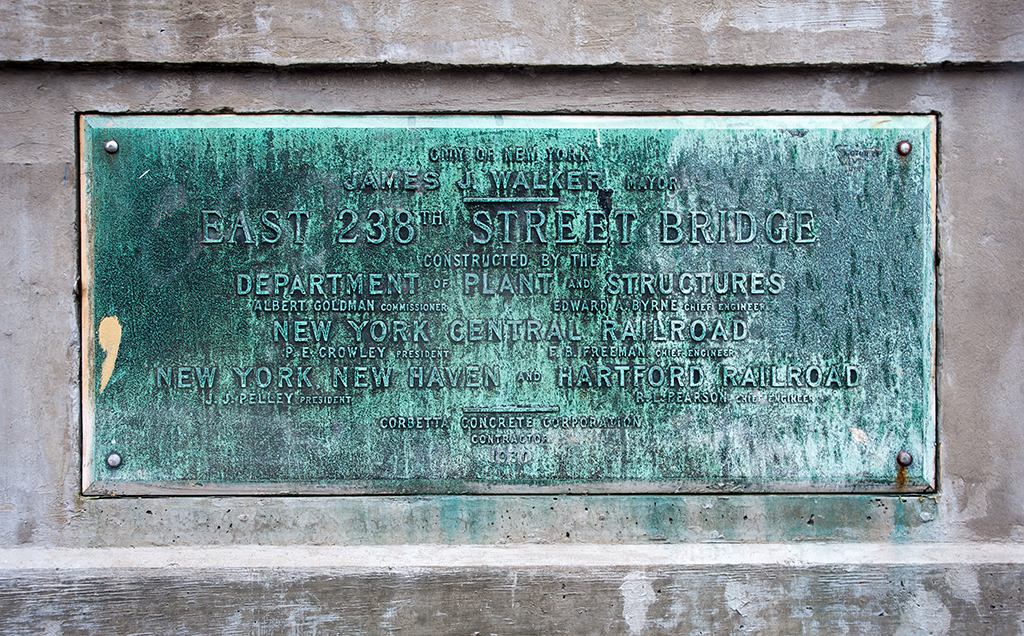 CITY OF NEW YORK
JAMES J. WALKER, MAYOR
EAST 238TH STREET BRIDGE
CONSTRUCTED BY THE
DEPARTMENT OF PLANT AND STRUCTURES
ALBERT GOLDMAN COMMISSIONER EDWARD A. BYRNE CHIEF ENGINEER
NEW YORK CENTRAL RAILROAD
P. E. CROWLEY PRESIDENT F. B. FREEMAN CHIEF ENGINEER
NEW YORK NEW HAVEN AND HARTFORD RAILROAD
J. J. PELLEY PRESIDENT R. L. PEARSON CHIEF ENGINEER
CORBETTA CONCRETE CORPORATION
CONTRACTOR
1930